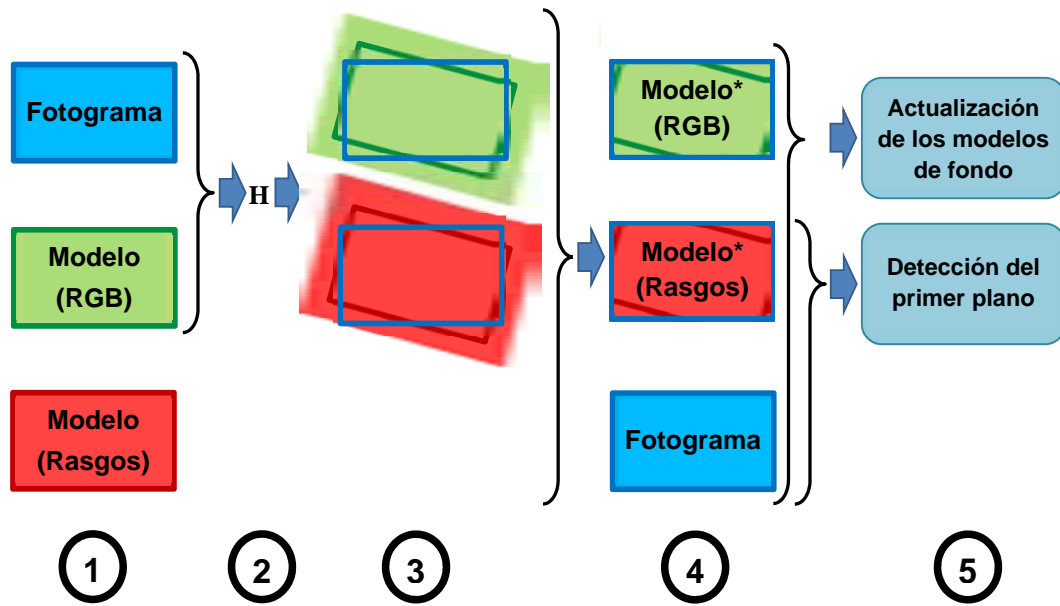 Fotograma
Modelo
(RGB)
Modelo
(Rasgos)
H
Modelo*
(RGB)
Modelo*
(Rasgos)
Fotograma
Actualización
de los modelos
de fondo
Detección del
primer plano
1
2
3
4
5